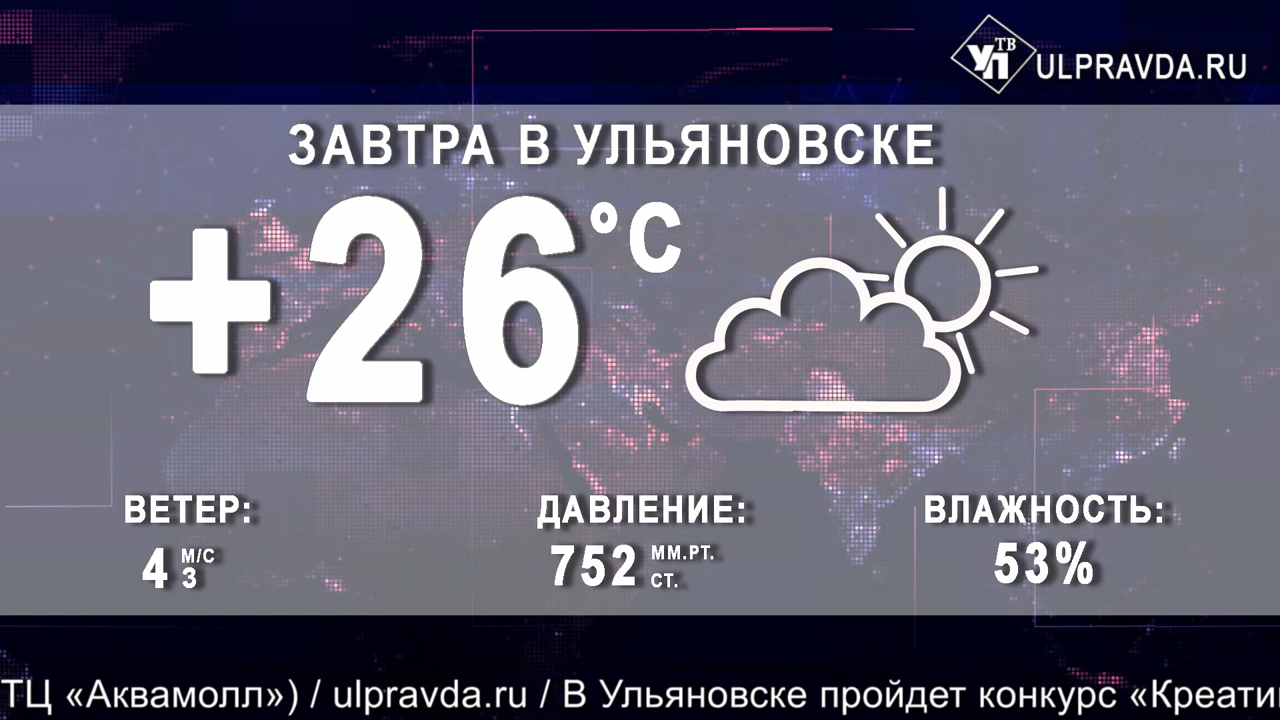 ТВ
УП
ULPRAVDA.RU
ЗАВТРА В УЛЬЯНОВСКЕ
+26 °C
ВЕТЕР:
4 М/С
З
ДАВЛЕНИЕ:
752 ММ.РТ.
СТ.
ВЛАЖНОСТЬ:
53%
ТЦ «Аквамолл») / ulpravda.ru / В Ульяновске пройдет конкурс «Креати